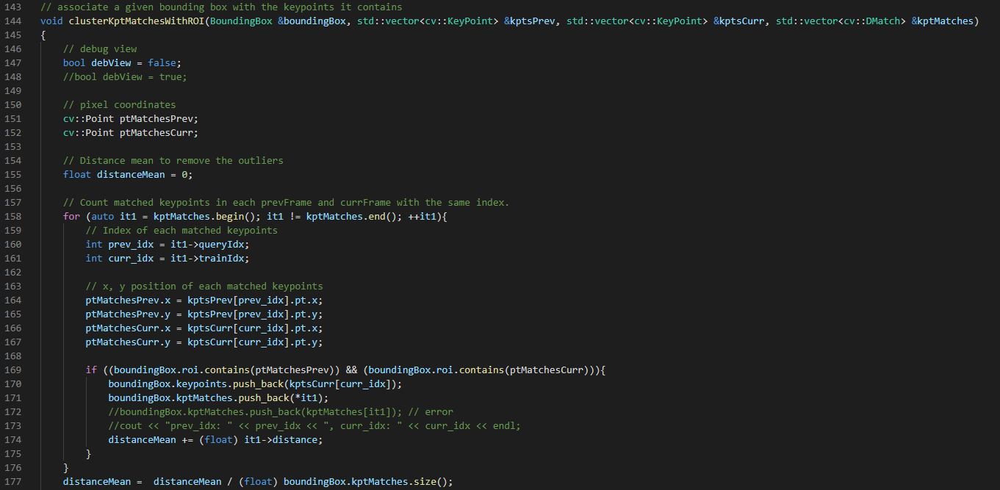 143 // associate a given bounding box with the keypoints it contains
144 void clusterKptMatchesWithROI(BoundingBox &boundingBox, std::vector<cv::KeyPoint> &kptsPrev, std::vector<cv::KeyPoint> &kptsCurr, std::vector<cv::DMatch> &kptMatches)
145 {
146     // debug view
147     bool debView = false;
148     //bool debView = true;
149
150     // pixel coordinates
151     cv::Point ptMatchesPrev;
152     cv::Point ptMatchesCurr;
153
154     // Distance mean to remove the outliers
155     float distanceMean = 0;
156
157     // Count matched keypoints in each prevFrame and currFrame with the same index.
158     for (auto it1 = kptMatches.begin(); it1 != kptMatches.end(); ++it1){
159         // Index of each matched keypoints
160         int prev_idx = it1->queryIdx;
161         int curr_idx = it1->trainIdx;
162
163         // x, y position of each matched keypoints
164         ptMatchesPrev.x = kptsPrev[prev_idx].pt.x;
165         ptMatchesPrev.y = kptsPrev[prev_idx].pt.y;
166         ptMatchesCurr.x = kptsCurr[curr_idx].pt.x;
167         ptMatchesCurr.y = kptsCurr[curr_idx].pt.y;
168
169         if ((boundingBox.roi.contains(ptMatchesPrev)) && (boundingBox.roi.contains(ptMatchesCurr))){
170             boundingBox.keypoints.push_back(kptsCurr[curr_idx]);
171             boundingBox.kptMatches.push_back(*it1);
172             //boundingBox.kptMatches.push_back(kptMatches[it1]); // error
173             //cout << "prev_idx: " << prev_idx << ", curr_idx: " << curr_idx << endl;
174             distanceMean += (float) it1->distance;
175         }
176     }
177     distanceMean =  distanceMean / (float) boundingBox.kptMatches.size();